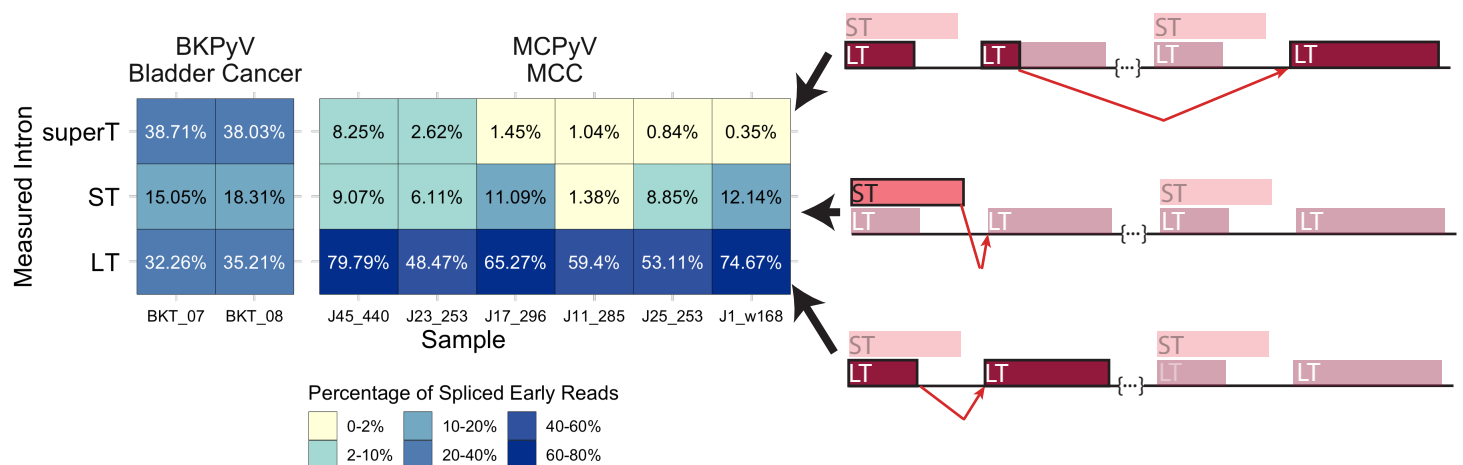 BKPyV
Bladder Cancer
MCPyV
MCC
Measured Intron
superT
38.71%
38.03%
8.25%
2.62%
1.45%
1.04%
0.84%
0.35%
ST
15.05%
18.31%
9.07%
6.11%
11.09%
1.38%
8.85%
12.14%
LT
32.26%
35.21%
79.79%
48.47%
65.27%
59.4%
53.11%
74.67%
BKT_07
BKT_08
J45_440
J23_253
J17_296
J11_285
J25_253
J1_w168
Sample
Percentage of Spliced Early Reads
0-2%
10-20%
40-60%
2-10%
20-40%
60-80%
ST
ST
LT
LT
{...}
LT
LT
ST
ST
LT
LT
{...}
LT
LT
ST
ST
LT
LT
{...}
LT
LT